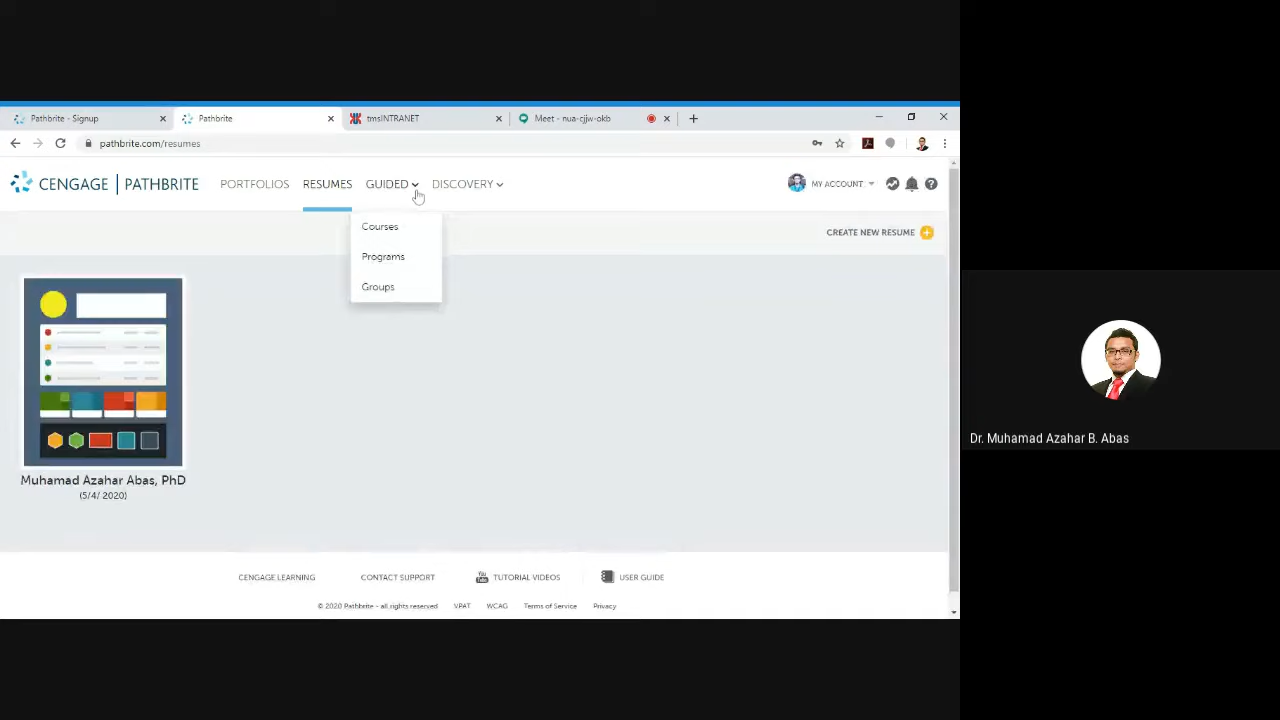 Pathbrite - Signup
Pathbrite
tmsINTRANET
Meet - nua-cjjw-okb
pathbrite.com/resumes
CENGAGE | PATHBRITE
PORTFOLIOS
RESUMES
GUIDED
DISCOVERY
MY ACCOUNT
Courses
Programs
Groups
CREATE NEW RESUME
Muhamad Azahar Abas, PhD
(5/4/ 2020)
Dr. Muhamad Azahar B. Abas
CENGAGE LEARNING
CONTACT SUPPORT
You Tube
TUTORIAL VIDEOS
USER GUIDE
© 2020 Pathbrite - all rights reserved
VPAT
WCAG
Terms of Service
Privacy